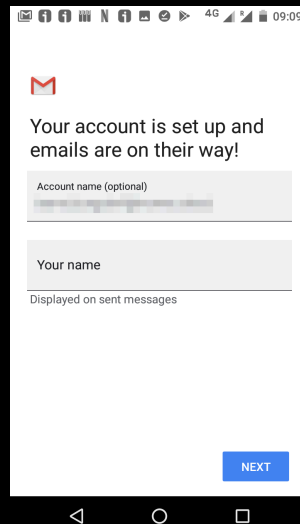 4G R 09:09
Your account is set up and
emails are on their way!
Account name (optional)
Your name
Displayed on sent messages
NEXT